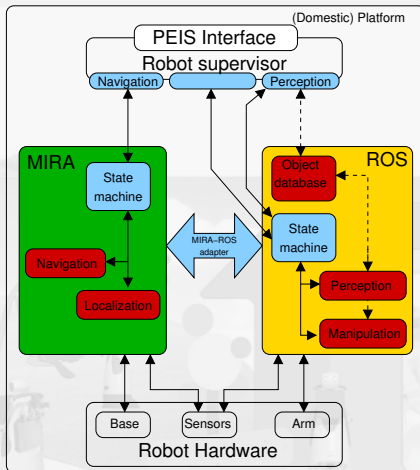 (Domestic) Platform
PEIS Interface
Robot supervisor
Navigation
Perception
MIRA
ROS
State
machine
Object
database
MIRA−ROS
adapter
State
machine
Navigation
Localization
Perception
Manipulation
Base
Sensors
Arm
Robot Hardware